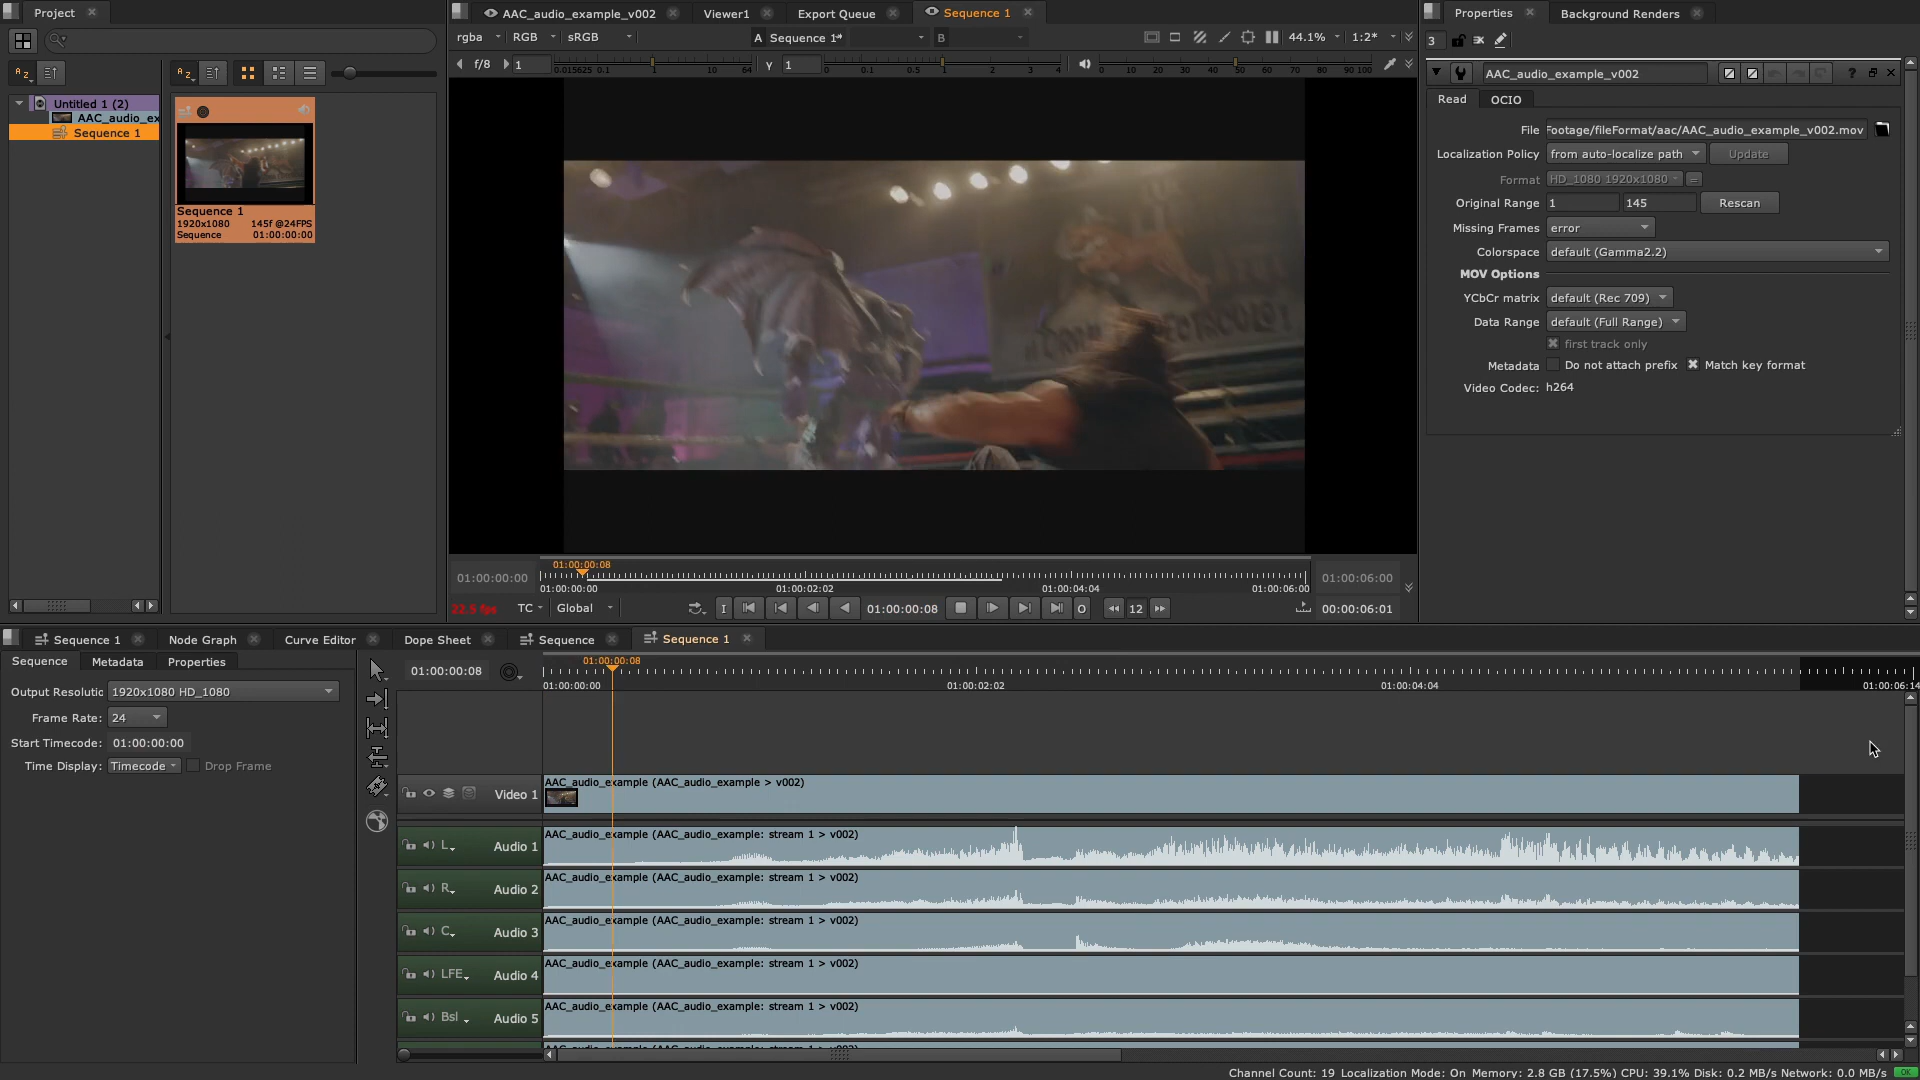 Project
AAC_audio_example_v002
Viewer1
Export Queue
Sequence 1
Properties
Background Renders
rgba
RGB
sRGB
A Sequence 1*
B
44.1%
1:2*
3
f/8
1
0.015625 0.1 1 10 64
γ 1
0 0.1 0.5 1 2 3 4
0 10 20 30 40 50 60 70 80 90 100
AAC_audio_example_v002
?
Read
OCIO
Untitled 1 (2)
AAC_audio_ex
Sequence 1
Sequence 1
1920x1080 145f @24FPS
Sequence 01:00:00:00
File Footage/fileFormat/aac/AAC_audio_example_v002.mov
Localization Policy from auto-localize path Update
Format HD_1080 1920x1080 =
Original Range 1 145 Rescan
Missing Frames error
Colorspace default (Gamma2.2)
MOV Options
YCbCr matrix default (Rec 709)
Data Range default (Full Range)
first track only
Metadata Do not attach prefix Match key format
Video Codec: h264
01:00:00:08
01:00:00:00
01:00:06:00
01:00:00:00 01:00:02:02 01:00:04:04 01:00:06:00
22.5 fps
TC
Global
I
01:00:00:08
O
12
00:00:06:01
Sequence 1
Node Graph
Curve Editor
Dope Sheet
Sequence
Sequence 1
Sequence
Metadata
Properties
01:00:00:08
01:00:00:08
01:00:00:00 01:00:02:02 01:00:04:04 01:00:06:14
Output Resolutic 1920x1080 HD_1080
Frame Rate: 24
Start Timecode: 01:00:00:00
Time Display: Timecode Drop Frame
Video 1
AAC_audio_example (AAC_audio_example > v002)
L Audio 1
AAC_audio_example (AAC_audio_example: stream 1 > v002)
R Audio 2
AAC_audio_example (AAC_audio_example: stream 1 > v002)
C Audio 3
AAC_audio_example (AAC_audio_example: stream 1 > v002)
LFE Audio 4
AAC_audio_example (AAC_audio_example: stream 1 > v002)
Bsl Audio 5
AAC_audio_example (AAC_audio_example: stream 1 > v002)
Channel Count: 19 Localization Mode: On Memory: 2.8 GB (17.5%) CPU: 39.1% Disk: 0.2 MB/s Network: 0.0 MB/s OK